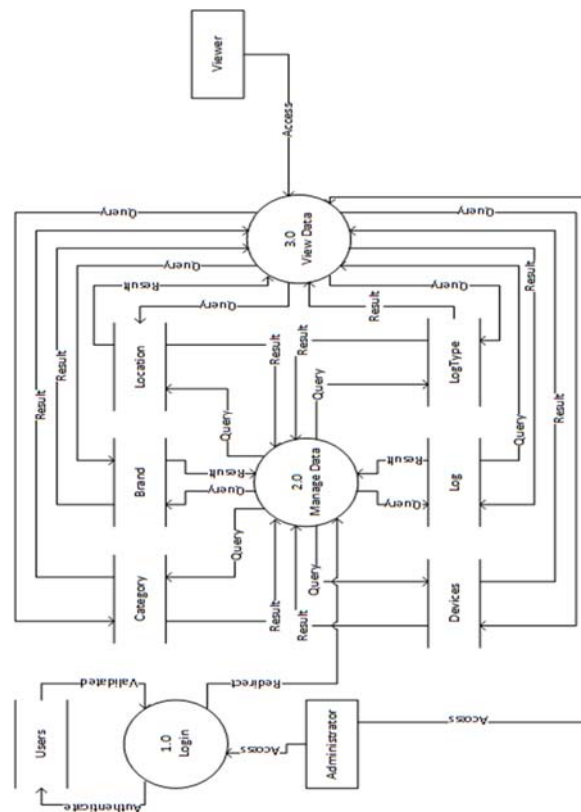 Users
Authenticate
Validated
1.0
Login
Access
Administrator
Access
Redirect
Category
Brand
Location
Query
Result
Query
Result
Query
Result
2.0
Manage Data
Query
Result
Query
Result
Query
Result
Devices
Log
LogType
Query
Result
Query
Result
Query
Result
3.0
View Data
Query
Result
Query
Result
Query
Result
Access
Viewer